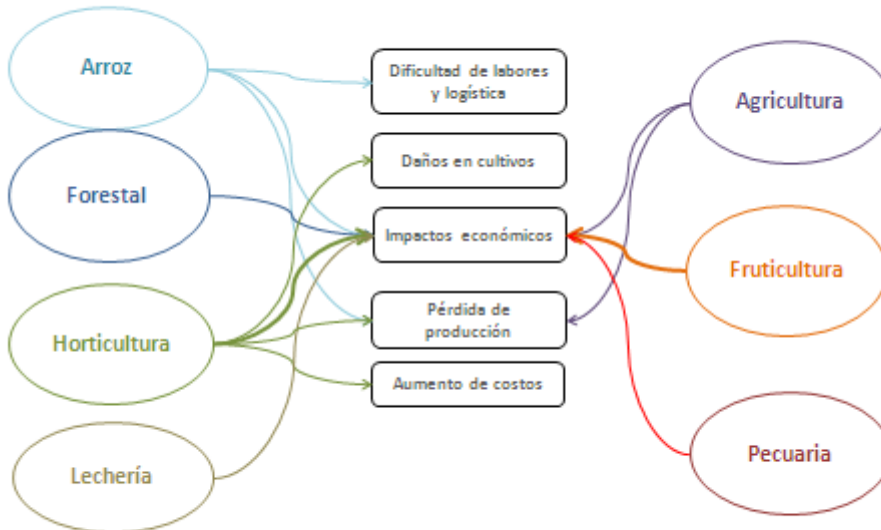 Arroz
Forestal
Horticultura
Lechería
Dificultad de labores
y logística
Daños en cultivos
Impactos económicos
Pérdida de
producción
Aumento de costos
Agricultura
Fruticultura
Pecuaria